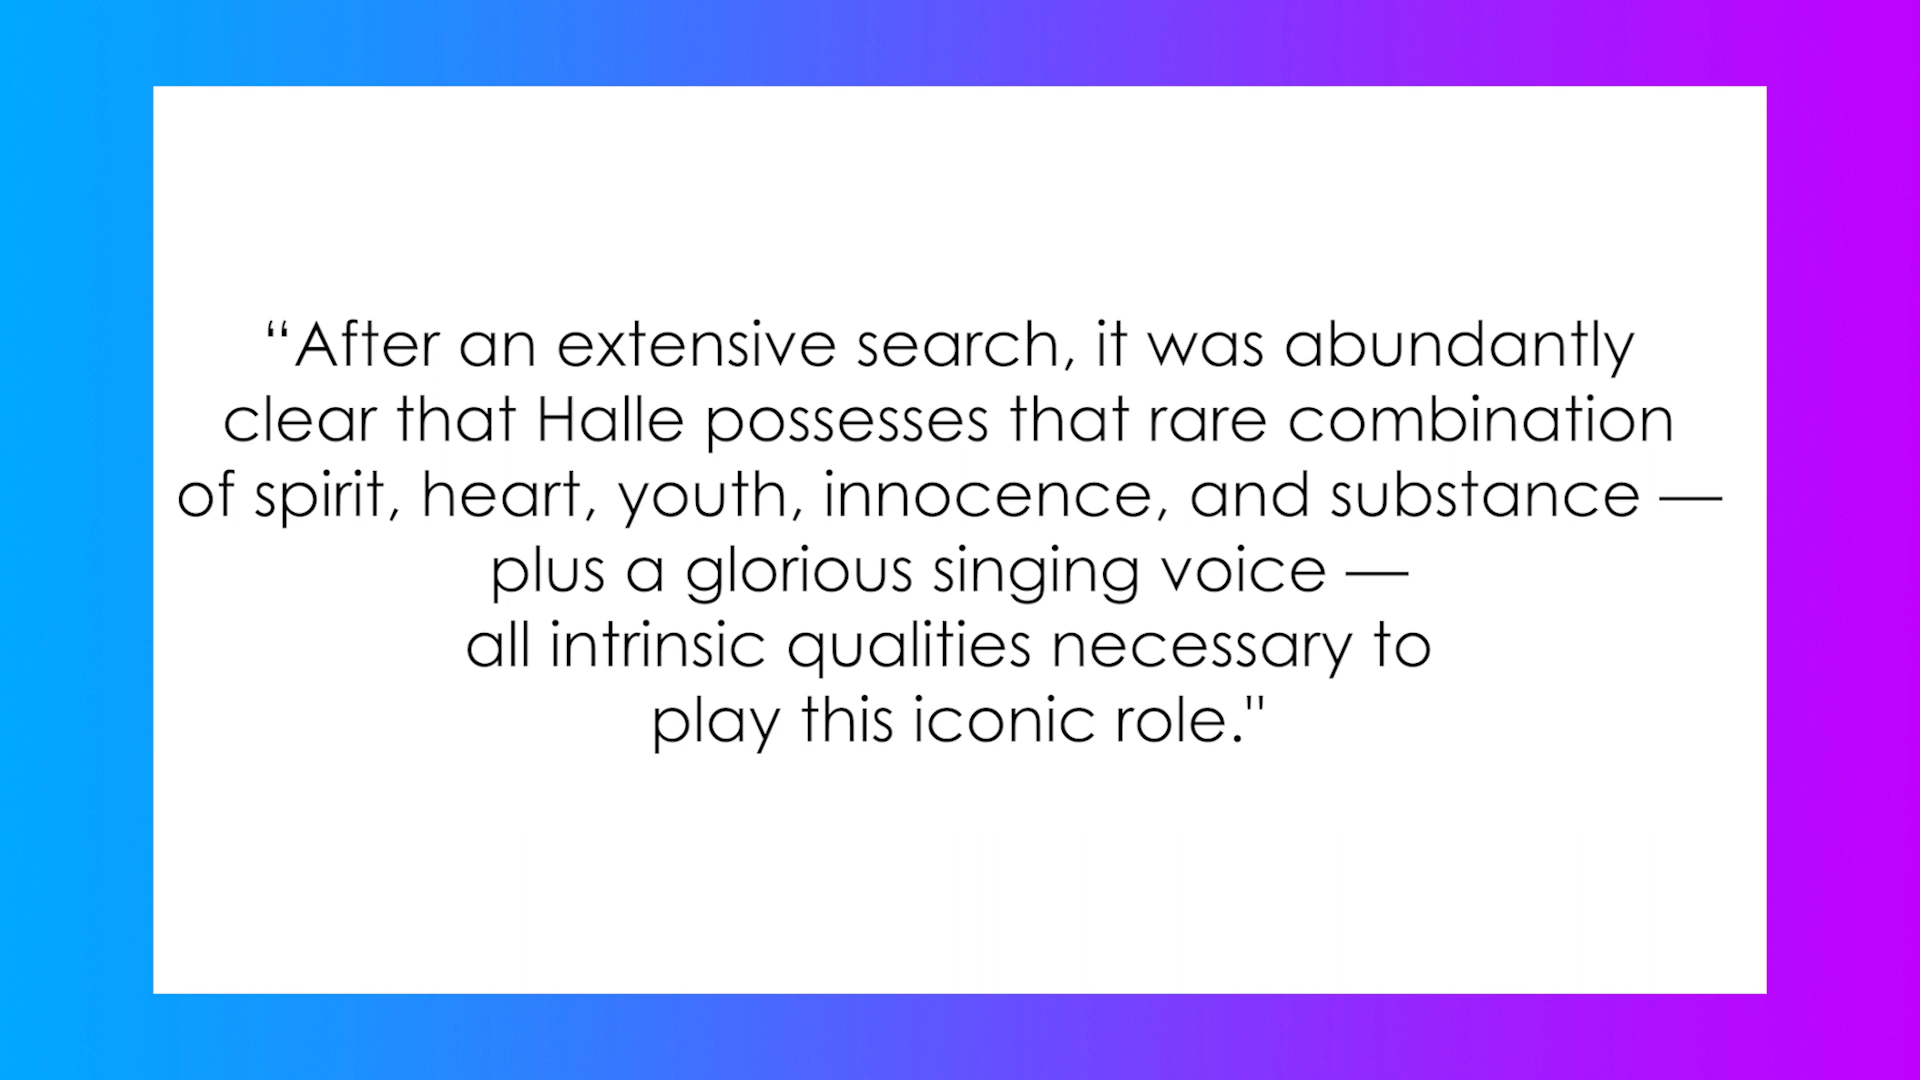 “After an extensive search, it was abundantly
clear that Halle possesses that rare combination
of spirit, heart, youth, innocence, and substance —
plus a glorious singing voice —
all intrinsic qualities necessary to
play this iconic role."